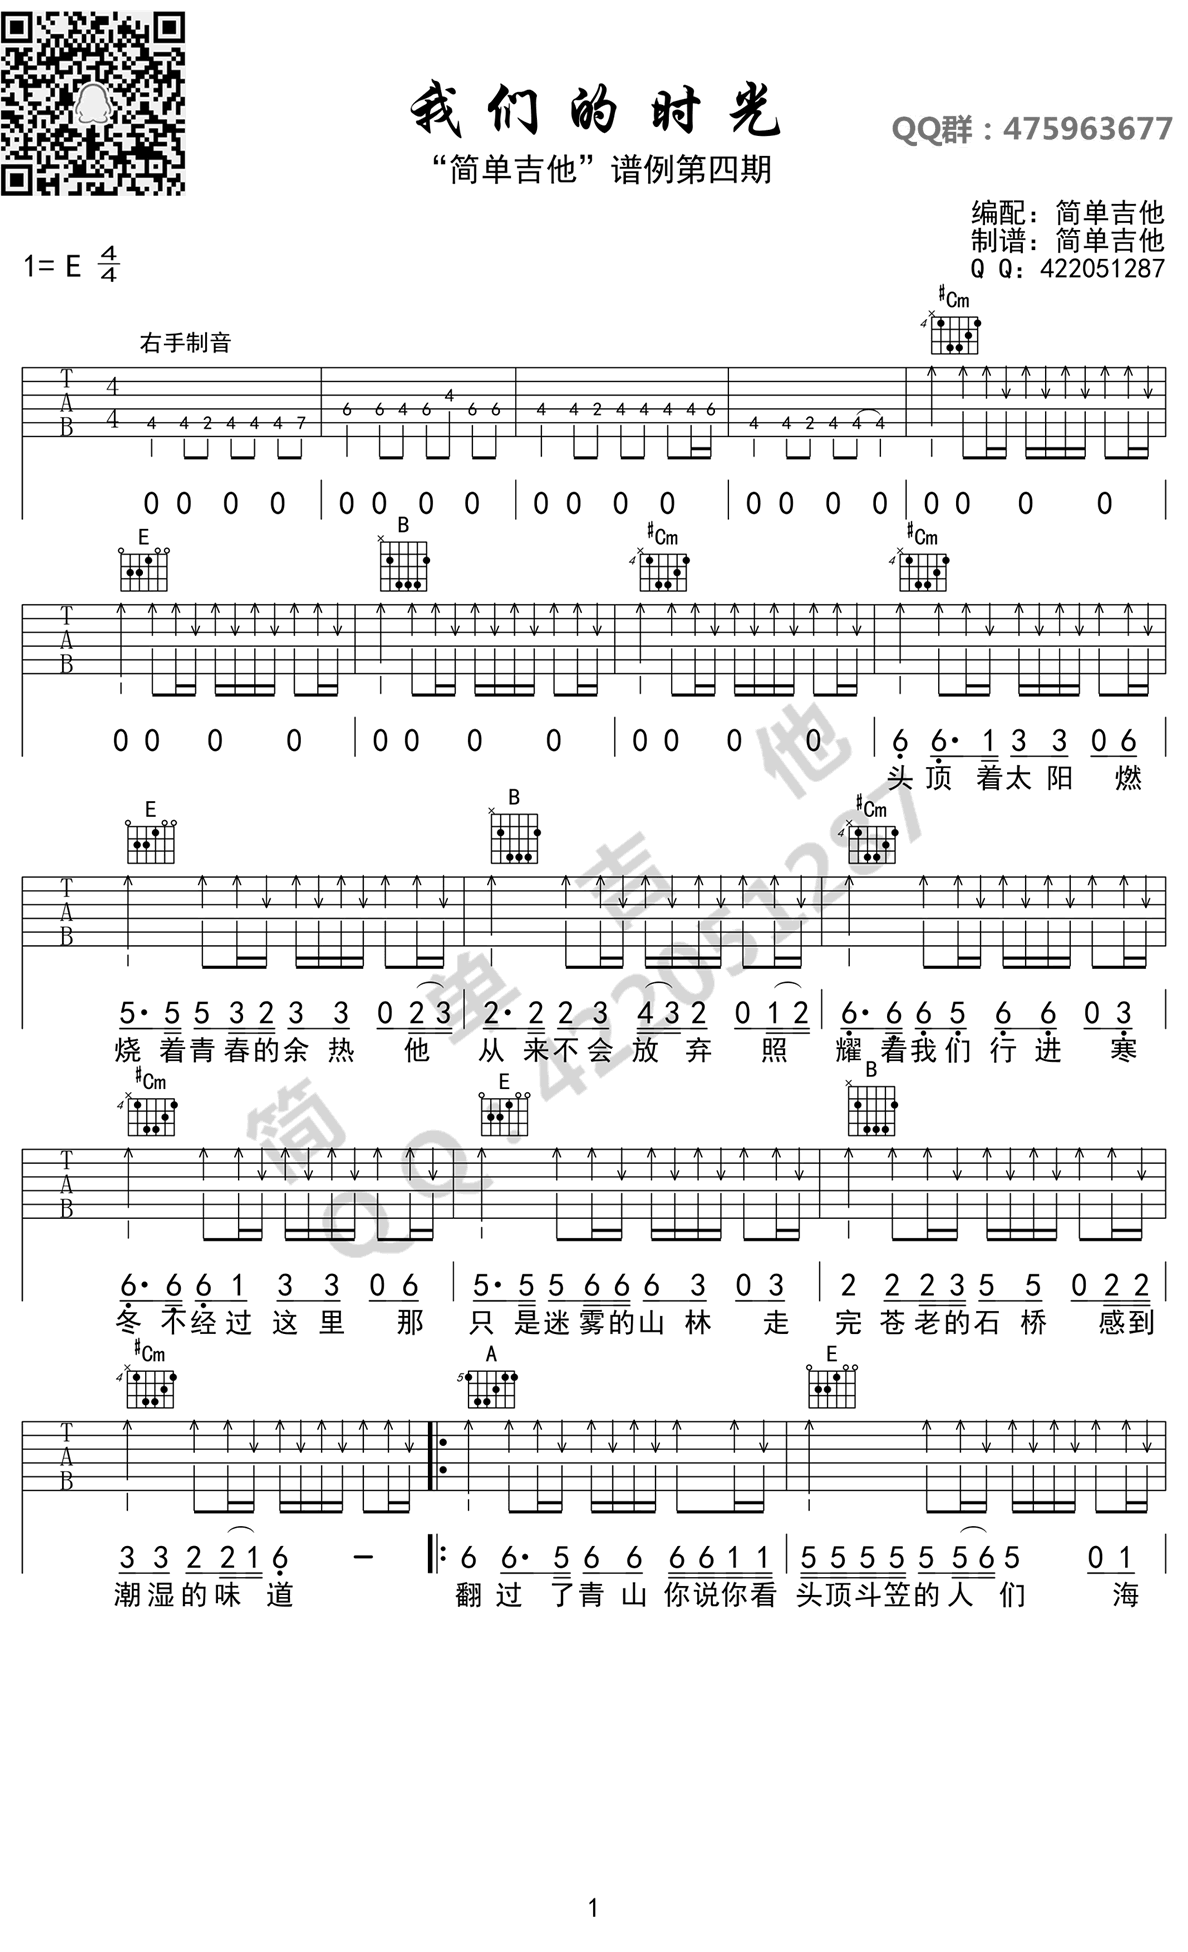 我们的时光
QQ群：475963677
“简单吉他”谱例第四期
编配：简单吉他
制谱：简单吉他
Q Q：422051287
1= E 4/4
#Cm
4
右手制音
T A B 4 4 4 4 2 4 4 4 7 6 6 4 6 4 6 6 4 4 2 4 4 4 4 6 4 4 2 4 4 4
0 0 0 0 0 0 0 0 0 0 0 0 0 0 0 0 0 0 0 0
E B #Cm #Cm
4 4
T A B
0 0 0 0 0 0 0 0 0 0 0 0 6 6· 1 3 3 0 6
头顶着太阳 燃
E B #Cm
4
T A B
5· 5 5 3 2 3 3 0 2 3 2· 2 2 3 4 3 2 0 1 2 6· 6 6 5 6 6 0 3
烧着青春的余热 他 从来不会放弃 照 耀着我们行进 寒
#Cm E B
4
T A B
6· 6 6 1 3 3 0 6 5· 5 5 6 6 6 3 0 3 2 2 2 3 5 5 0 2 2
冬不经过这里 那 只是迷雾的山林 走 完苍老的石桥 感到
#Cm A E
4 5
T A B
3 3 2 2 1 6 – 6 6· 5 6 6 6 6 1 1 5 5 5 5 5 5 6 5 0 1
潮湿的味道 翻过了青山你说你看 头顶斗笠的人们 海
简单吉他
QQ：422051287
1